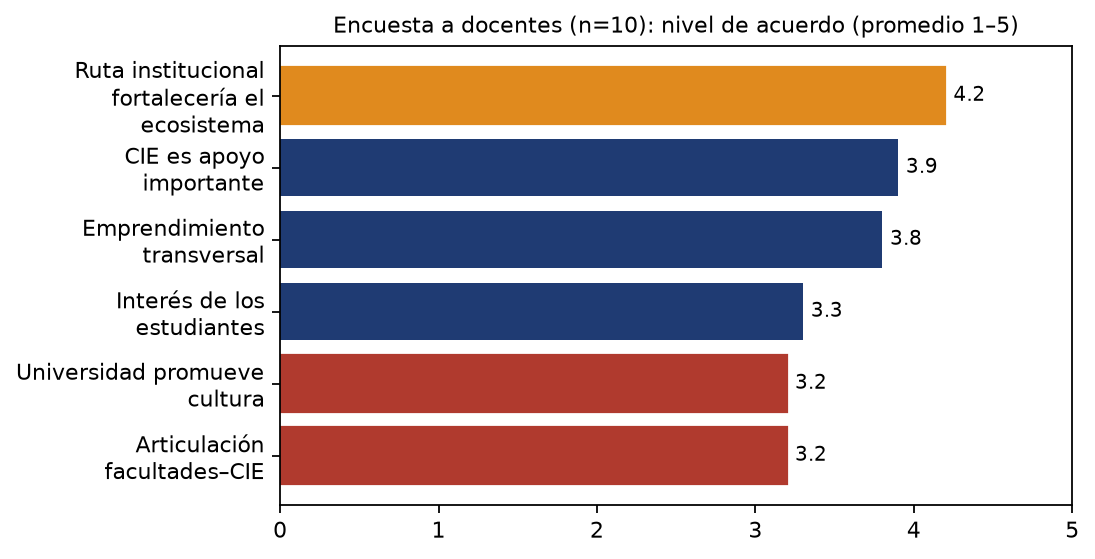 Encuesta a docentes (n=10): nivel de acuerdo (promedio 1–5)
Ruta institucional
fortalecería el
ecosistema
4.2
CIE es apoyo
importante
3.9
Emprendimiento
transversal
3.8
Interés de los
estudiantes
3.3
Universidad promueve
cultura
3.2
Articulación
facultades–CIE
3.2
0 1 2 3 4 5